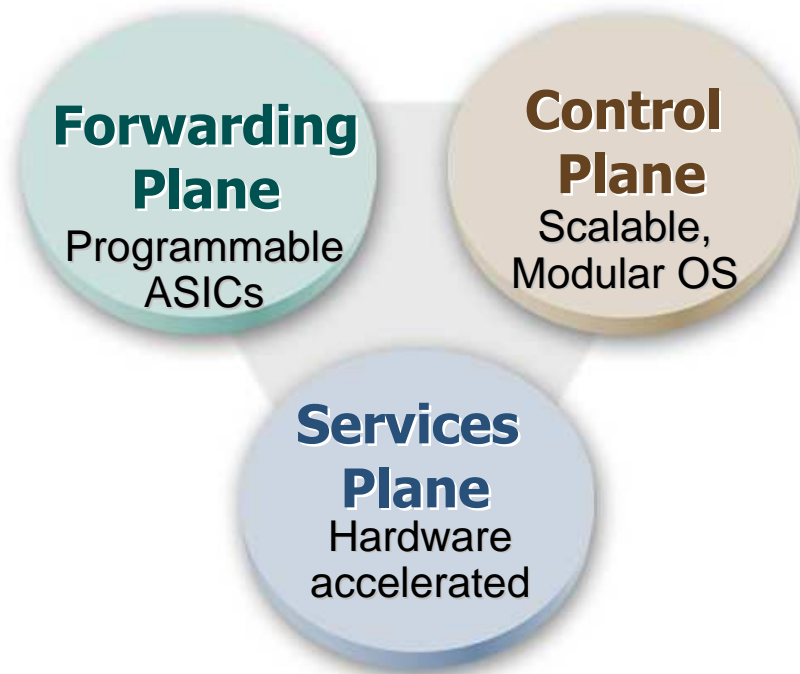 Forwarding
Plane
Programmable
ASICs
Control
Plane
Scalable,
Modular OS
Services
Plane
Hardware
accelerated